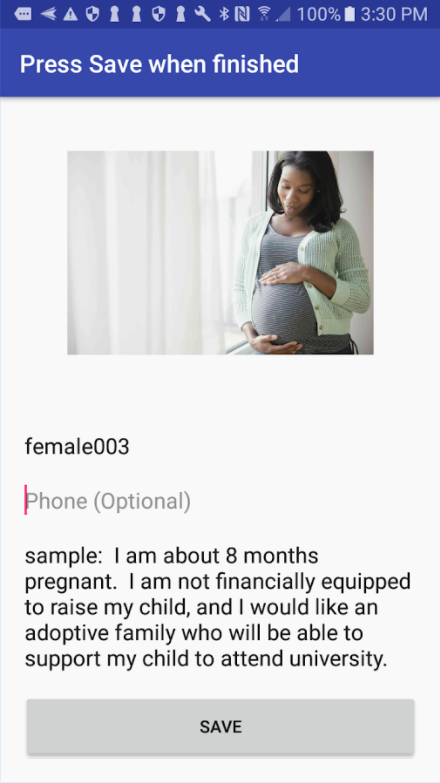 100% 3:30 PM
Press Save when finished
female003
Phone (Optional)
sample:  I am about 8 months
pregnant.  I am not financially equipped
to raise my child, and I would like an
adoptive family who will be able to
support my child to attend university.
SAVE